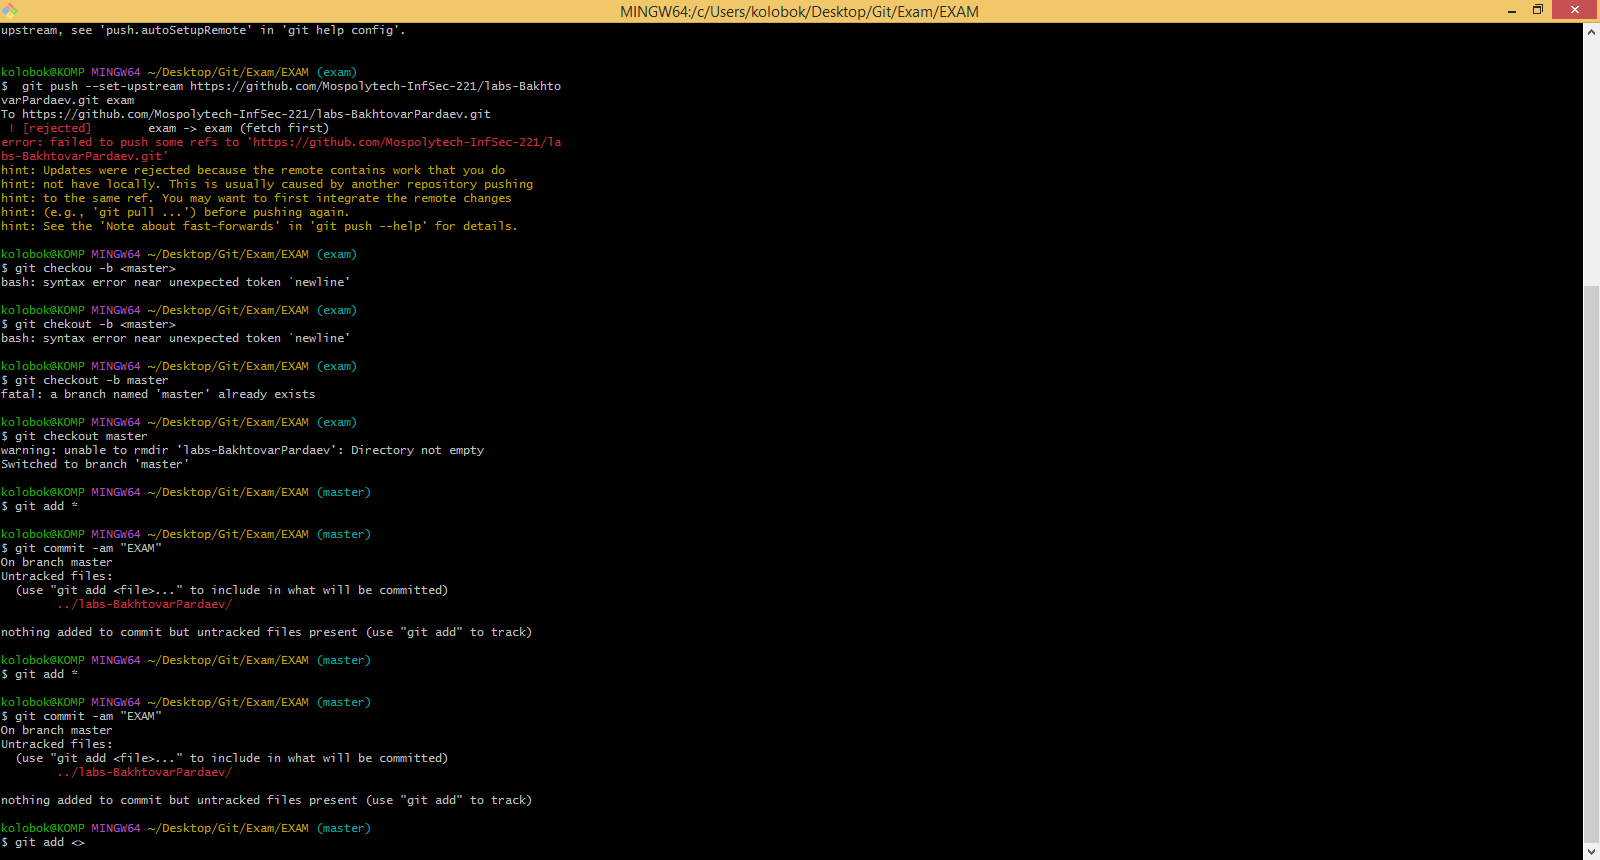 MINGW64:/c/Users/kolobok/Desktop/Git/Exam/EXAM
upstream, see 'push.autoSetupRemote' in 'git help config'.
kolobok@KOMP MINGW64 ~/Desktop/Git/Exam/EXAM (exam)
$  git push --set-upstream https://github.com/Mospolytech-InfSec-221/labs-Bakhto
varPardaev.git exam
To https://github.com/Mospolytech-InfSec-221/labs-BakhtovarPardaev.git
 ! [rejected]        exam -> exam (fetch first)
error: failed to push some refs to 'https://github.com/Mospolytech-InfSec-221/la
bs-BakhtovarPardaev.git'
hint: Updates were rejected because the remote contains work that you do
hint: not have locally. This is usually caused by another repository pushing
hint: to the same ref. You may want to first integrate the remote changes
hint: (e.g., 'git pull ...') before pushing again.
hint: See the 'Note about fast-forwards' in 'git push --help' for details.
kolobok@KOMP MINGW64 ~/Desktop/Git/Exam/EXAM (exam)
$ git checkou -b <master>
bash: syntax error near unexpected token `newline'
kolobok@KOMP MINGW64 ~/Desktop/Git/Exam/EXAM (exam)
$ git chekout -b <master>
bash: syntax error near unexpected token `newline'
kolobok@KOMP MINGW64 ~/Desktop/Git/Exam/EXAM (exam)
$ git checkout -b master
fatal: a branch named 'master' already exists
kolobok@KOMP MINGW64 ~/Desktop/Git/Exam/EXAM (exam)
$ git checkout master
warning: unable to rmdir 'labs-BakhtovarPardaev': Directory not empty
Switched to branch 'master'
kolobok@KOMP MINGW64 ~/Desktop/Git/Exam/EXAM (master)
$ git add *
kolobok@KOMP MINGW64 ~/Desktop/Git/Exam/EXAM (master)
$ git commit -am "EXAM"
On branch master
Untracked files:
  (use "git add <file>..." to include in what will be committed)
        ../labs-BakhtovarPardaev/
nothing added to commit but untracked files present (use "git add" to track)
kolobok@KOMP MINGW64 ~/Desktop/Git/Exam/EXAM (master)
$ git add *
kolobok@KOMP MINGW64 ~/Desktop/Git/Exam/EXAM (master)
$ git commit -am "EXAM"
On branch master
Untracked files:
  (use "git add <file>..." to include in what will be committed)
        ../labs-BakhtovarPardaev/
nothing added to commit but untracked files present (use "git add" to track)
kolobok@KOMP MINGW64 ~/Desktop/Git/Exam/EXAM (master)
$ git add <>